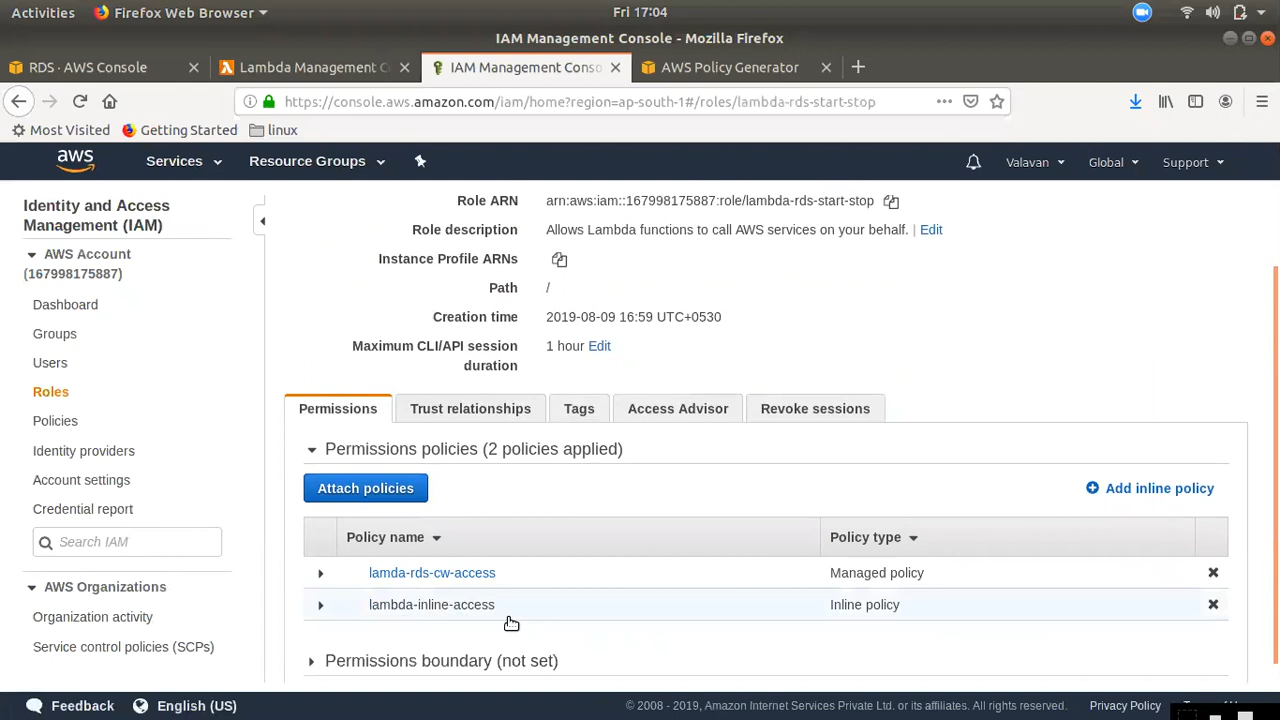 Activities Firefox Web Browser Fri 17:04
IAM Management Console - Mozilla Firefox
RDS · AWS Console Lambda Management C IAM Management Conso AWS Policy Generator
https://console.aws.amazon.com/iam/home?region=ap-south-1#/roles/lambda-rds-start-stop
Most Visited Getting Started linux
aws Services Resource Groups Valavan Global Support
Identity and Access
Management (IAM)
AWS Account
(167998175887)
Dashboard
Groups
Users
Roles
Policies
Identity providers
Account settings
Credential report
Search IAM
AWS Organizations
Organization activity
Service control policies (SCPs)
Role ARN arn:aws:iam::167998175887:role/lambda-rds-start-stop
Role description Allows Lambda functions to call AWS services on your behalf. | Edit
Instance Profile ARNs
Path /
Creation time 2019-08-09 16:59 UTC+0530
Maximum CLI/API session
duration 1 hour Edit
Permissions Trust relationships Tags Access Advisor Revoke sessions
Permissions policies (2 policies applied)
Attach policies Add inline policy
Policy name Policy type
lamda-rds-cw-access Managed policy
lambda-inline-access Inline policy
Permissions boundary (not set)
Feedback English (US) © 2008 - 2019, Amazon Internet Services Private Ltd. or its affiliates. All rights reserved. Privacy Policy